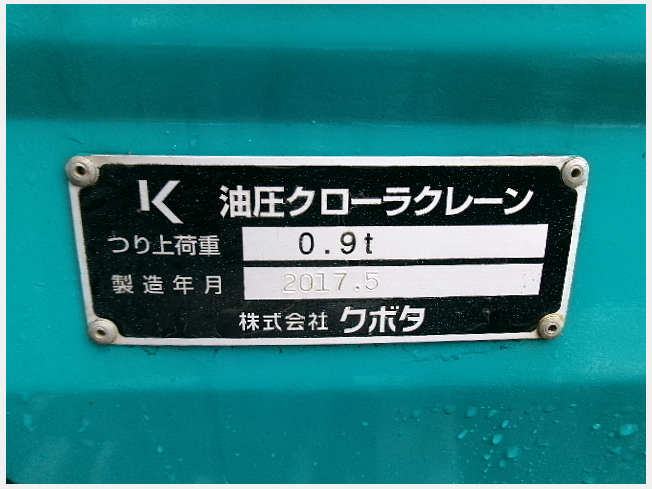 K 油圧クローラクレーン
つり上荷重 0.9t
製造年月 2017.5
株式会社 クボタ